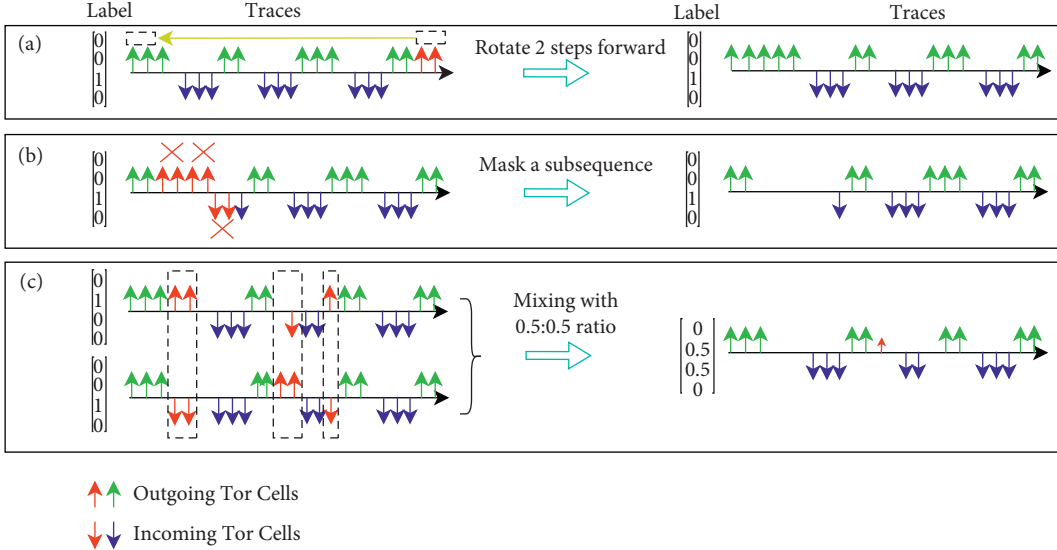 Label Traces Label Traces
(a) 0 0 1 0 Rotate 2 steps forward 0 0 1 0
(b) 0 0 1 0 Mask a subsequence 0 0 1 0
(c) 0 1 0 0 Mixing with
0.5:0.5 ratio 0 0.5 0.5 0
0 0 1 0
Outgoing Tor Cells
Incoming Tor Cells